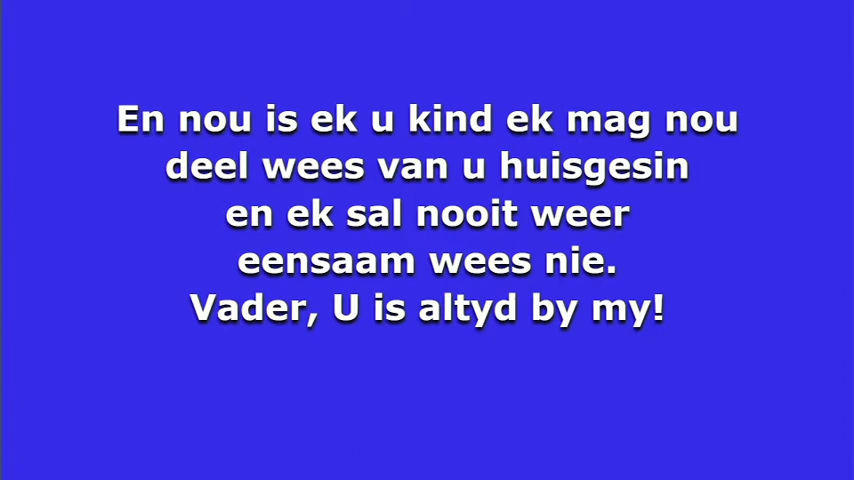 En nou is ek u kind ek mag nou
deel wees van u huisgesin
en ek sal nooit weer
eensaam wees nie.
Vader, U is altyd by my!